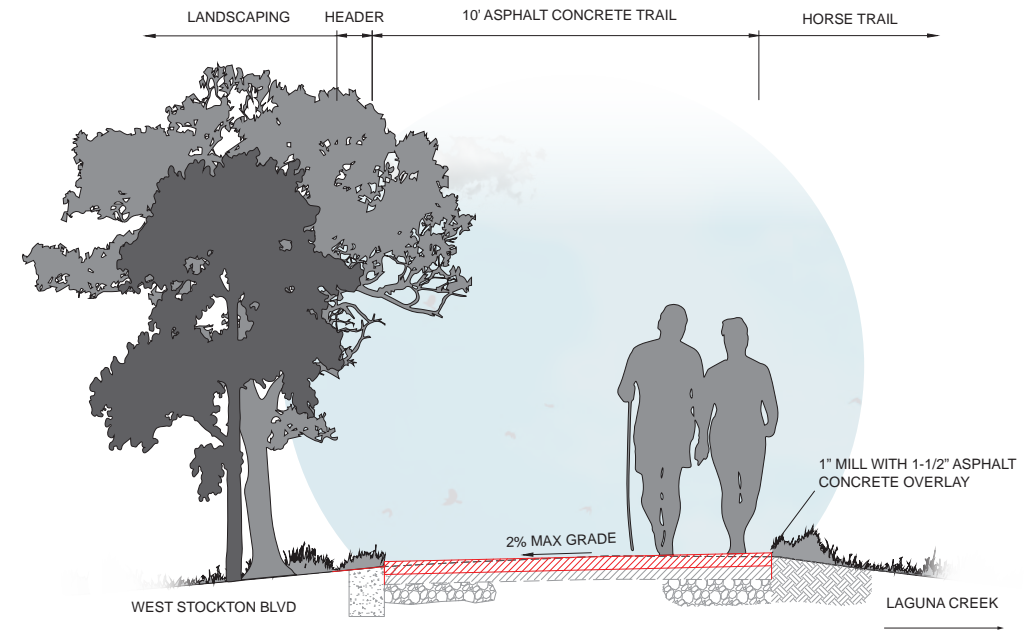 LANDSCAPING
HEADER
10' ASPHALT CONCRETE TRAIL
HORSE TRAIL
1" MILL WITH 1-1/2" ASPHALT
CONCRETE OVERLAY
2% MAX GRADE
WEST STOCKTON BLVD
LAGUNA CREEK